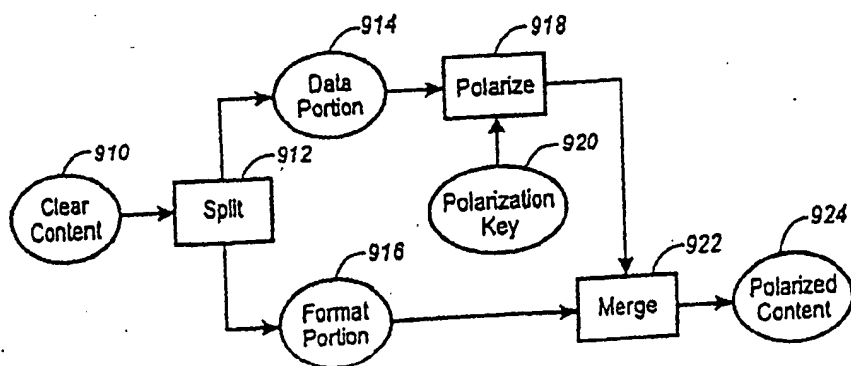 914
918
Data
Portion
Polarize
910
912
920
Clear
Content
Split
Polarization
Key
916
922
924
Format
Portion
Merge
Polarized
Content